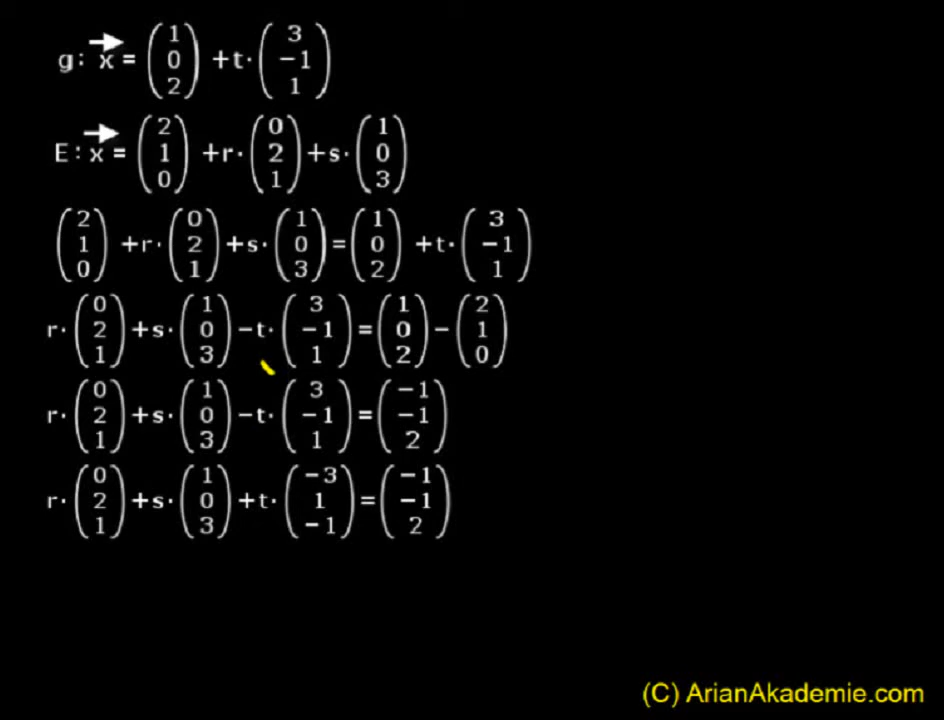 g: x⃗ = (1 0 2) +t· (3 −1 1)
E: x⃗ = (2 1 0) +r· (0 2 1) +s· (1 0 3)
(2 1 0) +r· (0 2 1) +s· (1 0 3) = (1 0 2) +t· (3 −1 1)
r· (0 2 1) +s· (1 0 3) −t· (3 −1 1) = (1 0 2) − (2 1 0)
r· (0 2 1) +s· (1 0 3) −t· (3 −1 1) = (−1 −1 2)
r· (0 2 1) +s· (1 0 3) +t· (−3 1 −1) = (−1 −1 2)
(C) ArianAkademie.com